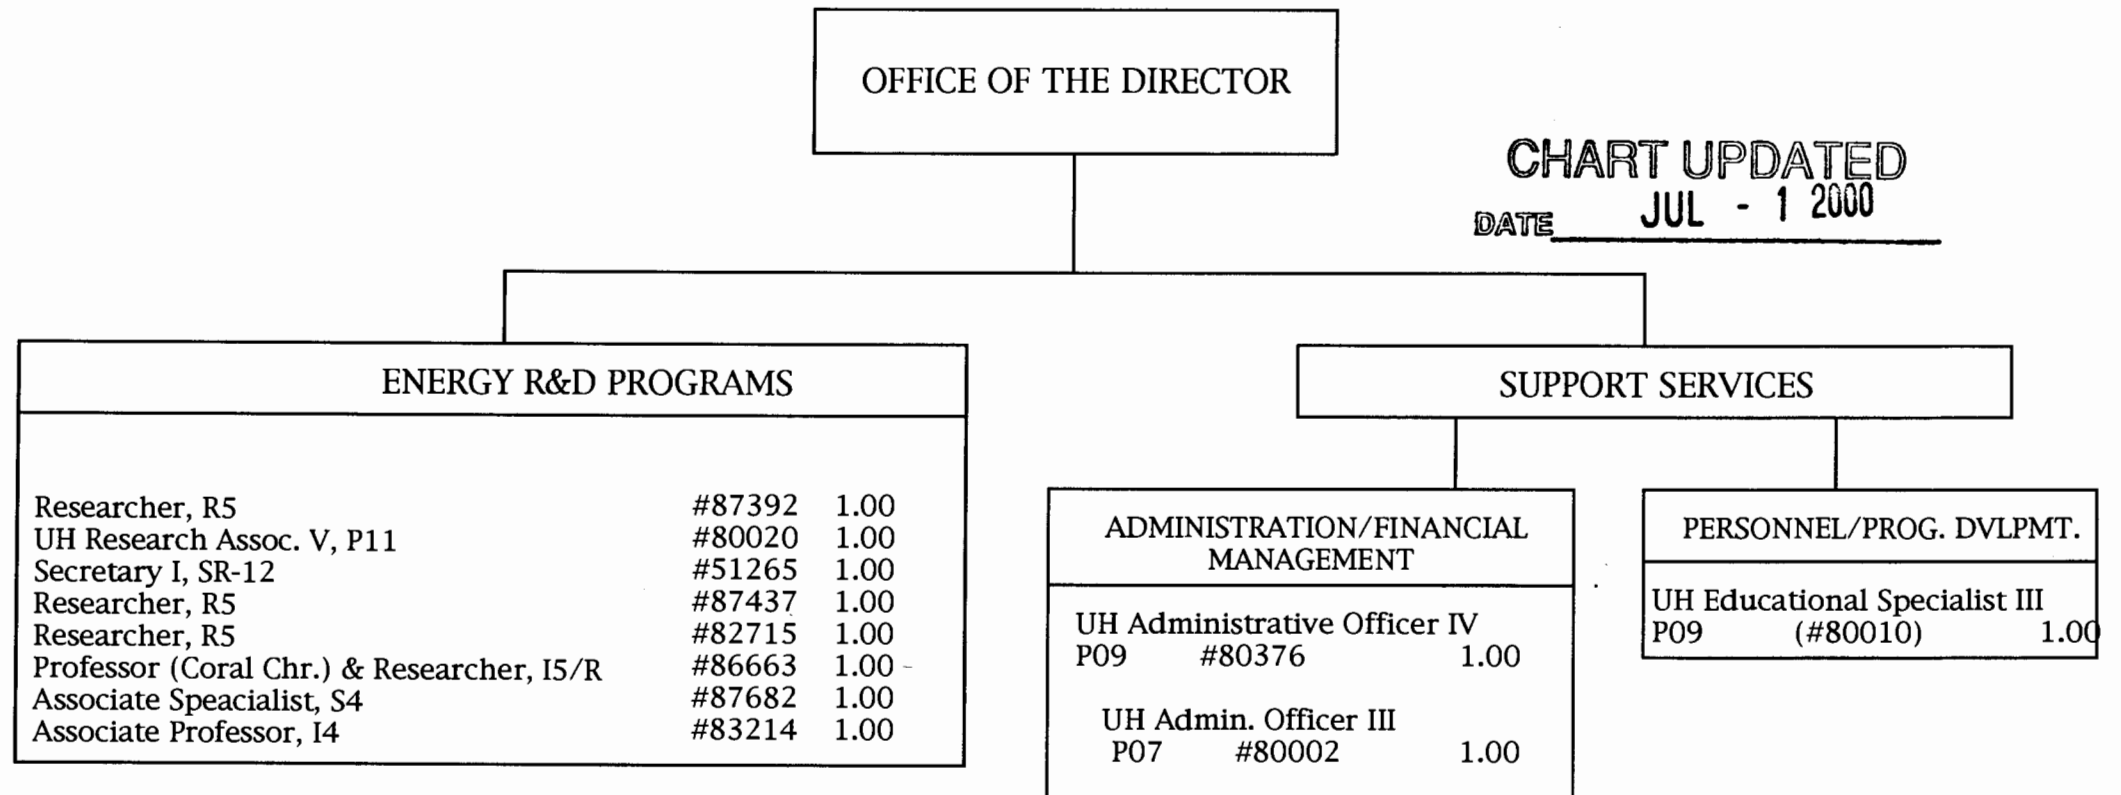 OFFICE OF THE DIRECTOR
CHART UPDATED
DATE JUL - 1 2000
ENERGY R&D PROGRAMS
Researcher, R5 #87392 1.00
UH Research Assoc. V, P11 #80020 1.00
Secretary I, SR-12 #51265 1.00
Researcher, R5 #87437 1.00
Researcher, R5 #82715 1.00
Professor (Coral Chr.) & Researcher, I5/R #86663 1.00
Associate Speacialist, S4 #87682 1.00
Associate Professor, I4 #83214 1.00
SUPPORT SERVICES
ADMINISTRATION/FINANCIAL
MANAGEMENT
UH Administrative Officer IV
P09 #80376 1.00
UH Admin. Officer III
P07 #80002 1.00
PERSONNEL/PROG. DVLPMT.
UH Educational Specialist III
P09 (#80010) 1.00